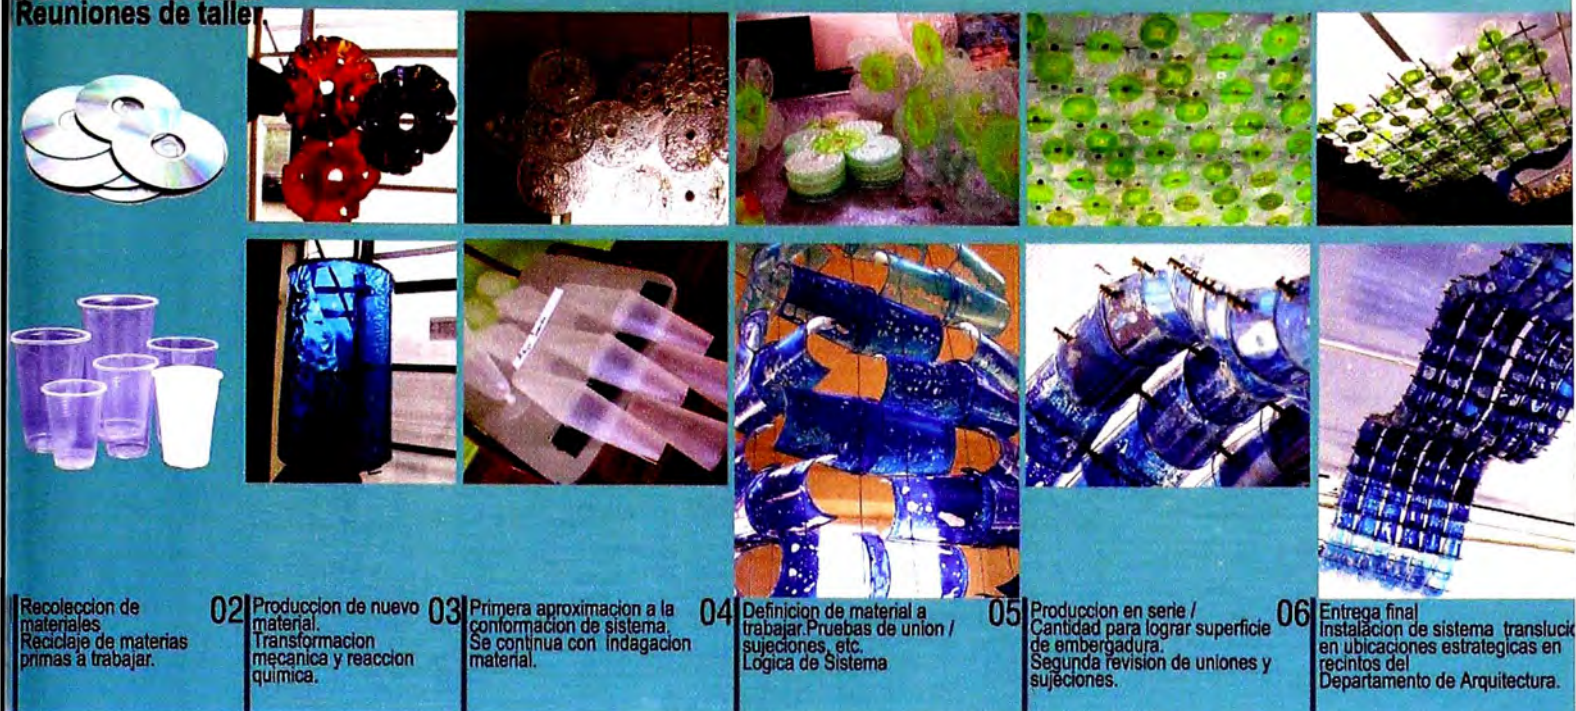 Reuniones de taller.
Recoleccion de
materiales
Reciclaje de materias
primas a trabajar.
02
Produccion de nuevo
material.
Transformacion
mecanica y reaccion
quimica.
03
Primera aproximacion a la
conformacion de sistema.
Se continua con indagacion
material.
04
Definicion de material a
trabajar.Pruebas de union /
sujeciones, etc.
Logica de Sistema
05
Produccion en serie /
Cantidad para lograr superficie
de embergadura.
Segunda revision de uniones y
sujeciones.
06
Entrega final
Instalacion de sistema translucid
en ubicaciones estrategicas en
recintos del
Departamento de Arquitectura.